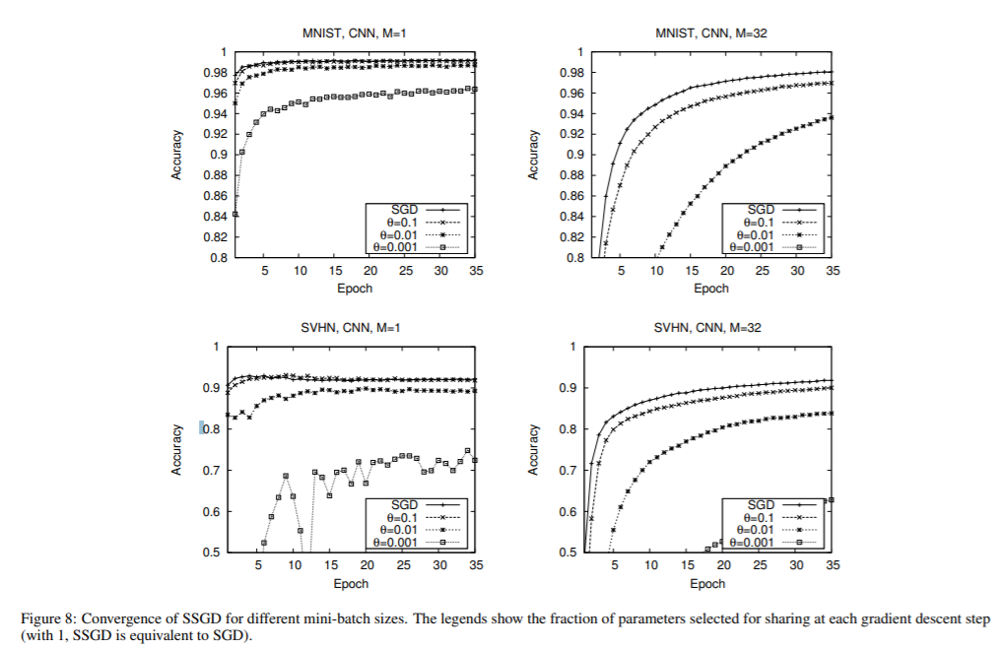 MNIST, CNN, M=1
1
0.98
0.96
0.94
0.92
0.9
0.88
0.86
0.84
0.82
0.8
Accuracy
SGD
θ=0.1
θ=0.01
θ=0.001
5 10 15 20 25 30 35
Epoch
MNIST, CNN, M=32
1
0.98
0.96
0.94
0.92
0.9
0.88
0.86
0.84
0.82
0.8
Accuracy
SGD
θ=0.1
θ=0.01
θ=0.001
5 10 15 20 25 30 35
Epoch
SVHN, CNN, M=1
1
0.9
0.8
0.7
0.6
0.5
Accuracy
SGD
θ=0.1
θ=0.01
θ=0.001
5 10 15 20 25 30 35
Epoch
SVHN, CNN, M=32
1
0.9
0.8
0.7
0.6
0.5
Accuracy
SGD
θ=0.1
θ=0.01
θ=0.001
5 10 15 20 25 30 35
Epoch
Figure 8: Convergence of SSGD for different mini-batch sizes. The legends show the fraction of parameters selected for sharing at each gradient descent step
(with 1, SSGD is equivalent to SGD).